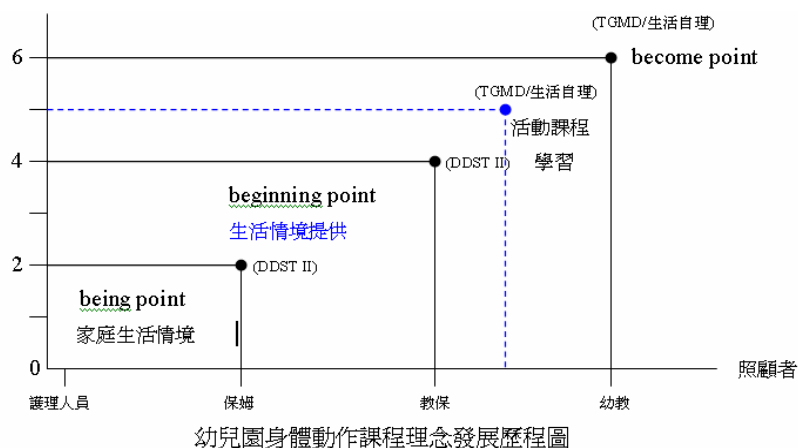 (TGMD/生活自理)
6
become point
(TGMD/生活自理)
活動課程
4
(DDST II)
學習
beginning point
生活情境提供
2
(DDST II)
being point
家庭生活情境
0
照顧者
護理人員
保姆
教保
幼教
幼兒園身體動作課程理念發展歷程圖